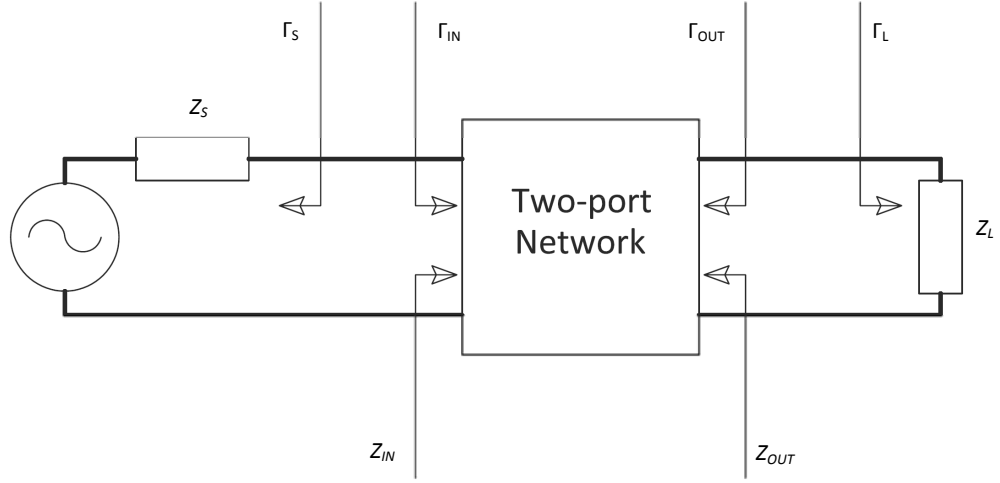 ΓS
ΓIN
ΓOUT
ΓL
ZS
Two-port
Network
ZL
ZIN
ZOUT